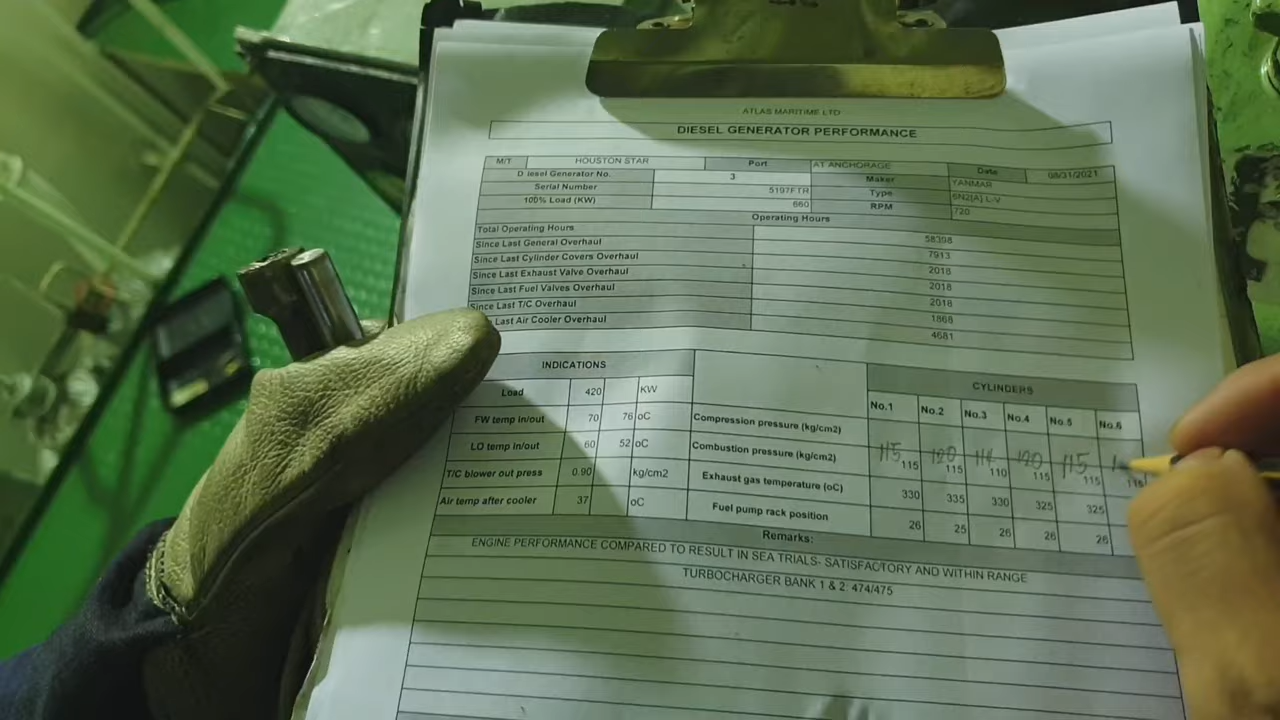 ATLAS MARITIME LTD
DIESEL GENERATOR PERFORMANCE
M/T HOUSTON STAR Port AT ANCHORAGE Date 08/31/2021
Diesel Generator No. 3 Maker YANMAR
Serial Number 5197FTR Type 6N2(A) L-V
100% Load (KW) 660 RPM 720
Operating Hours
Total Operating Hours 58398
Since Last General Overhaul 7913
Since Last Cylinder Covers Overhaul 2018
Since Last Exhaust Valve Overhaul 2018
Since Last Fuel Valves Overhaul 2018
Since Last T/C Overhaul 1868
Last Air Cooler Overhaul 4681
INDICATIONS CYLINDERS
Load 420 KW No.1 No.2 No.3 No.4 No.5 No.6
FW temp in/out 70 76 oC Compression pressure (kg/cm2)
115 120 114 120 115
LO temp in/out 60 52 oC Combustion pressure (kg/cm2) 115 115 110 115 115 115
T/C blower out press 0.90 kg/cm2 Exhaust gas temperature (oC) 330 335 330 325 325
Air temp after cooler 37 oC Fuel pump rack position 26 25 26 26 26
Remarks:
ENGINE PERFORMANCE COMPARED TO RESULT IN SEA TRIALS- SATISFACTORY AND WITHIN RANGE
TURBOCHARGER BANK 1 & 2: 474/475